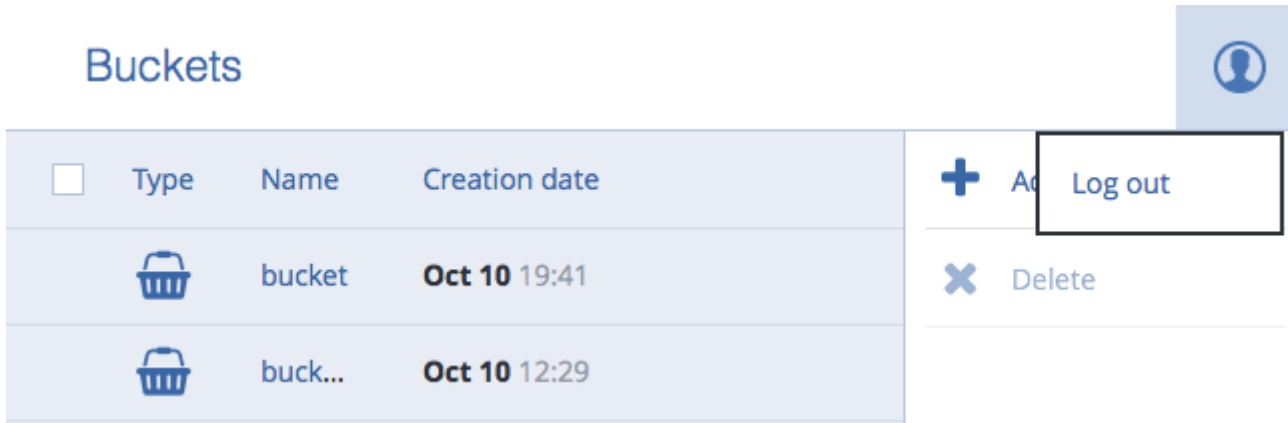 Buckets
Type Name Creation date
Log out
bucket Oct 10 19:41
Delete
buck... Oct 10 12:29